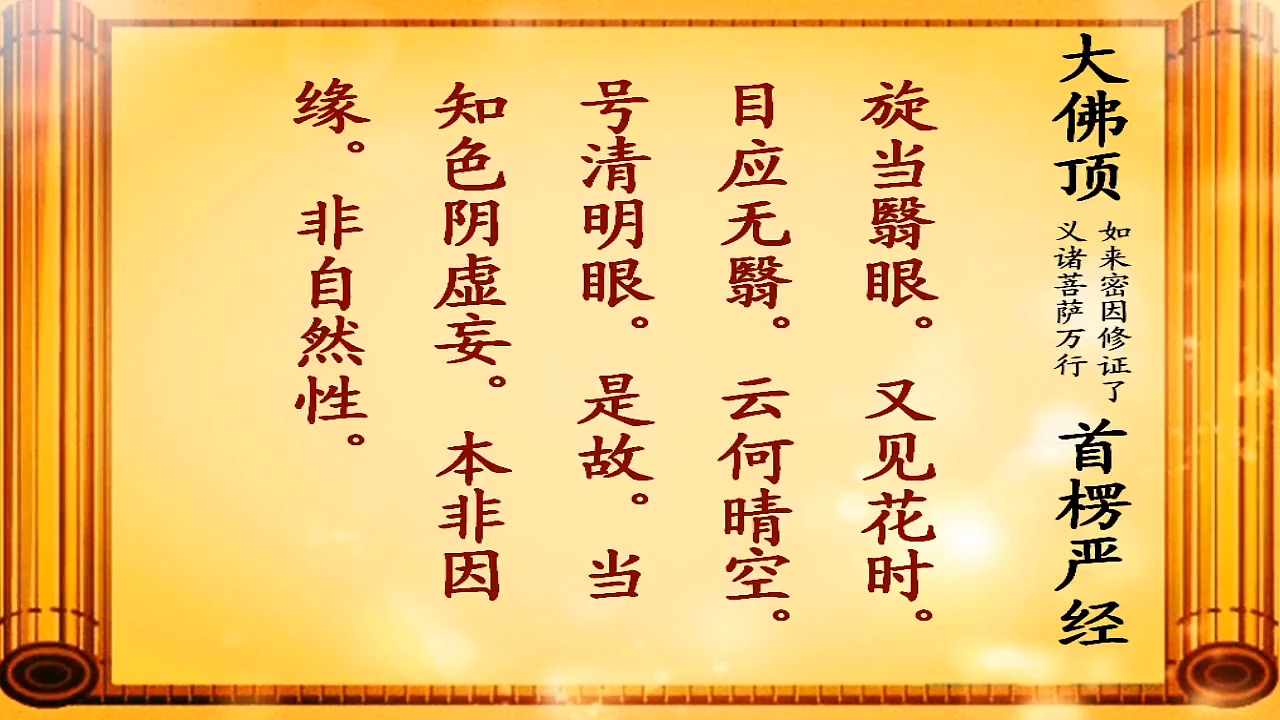 大佛顶
如来密因修证了
义诸菩萨万行
首楞严经
旋当翳眼。又见花时。
目应无翳。云何晴空。
号清明眼。是故。当
知色阴虚妄。本非因
缘。非自然性。